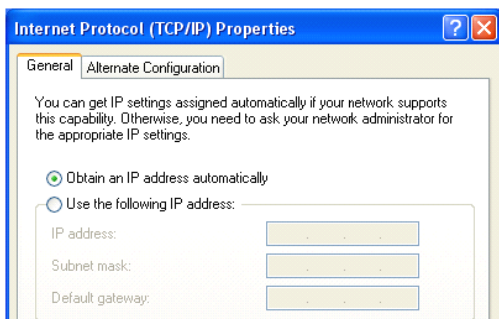 Internet Protocol (TCP/IP) Properties
General
Alternate Configuration
You can get IP settings assigned automatically if your network supports
this capability. Otherwise, you need to ask your network administrator for
the appropriate IP settings.
Obtain an IP address automatically
Use the following IP address:
IP address:
Subnet mask:
Default gateway: